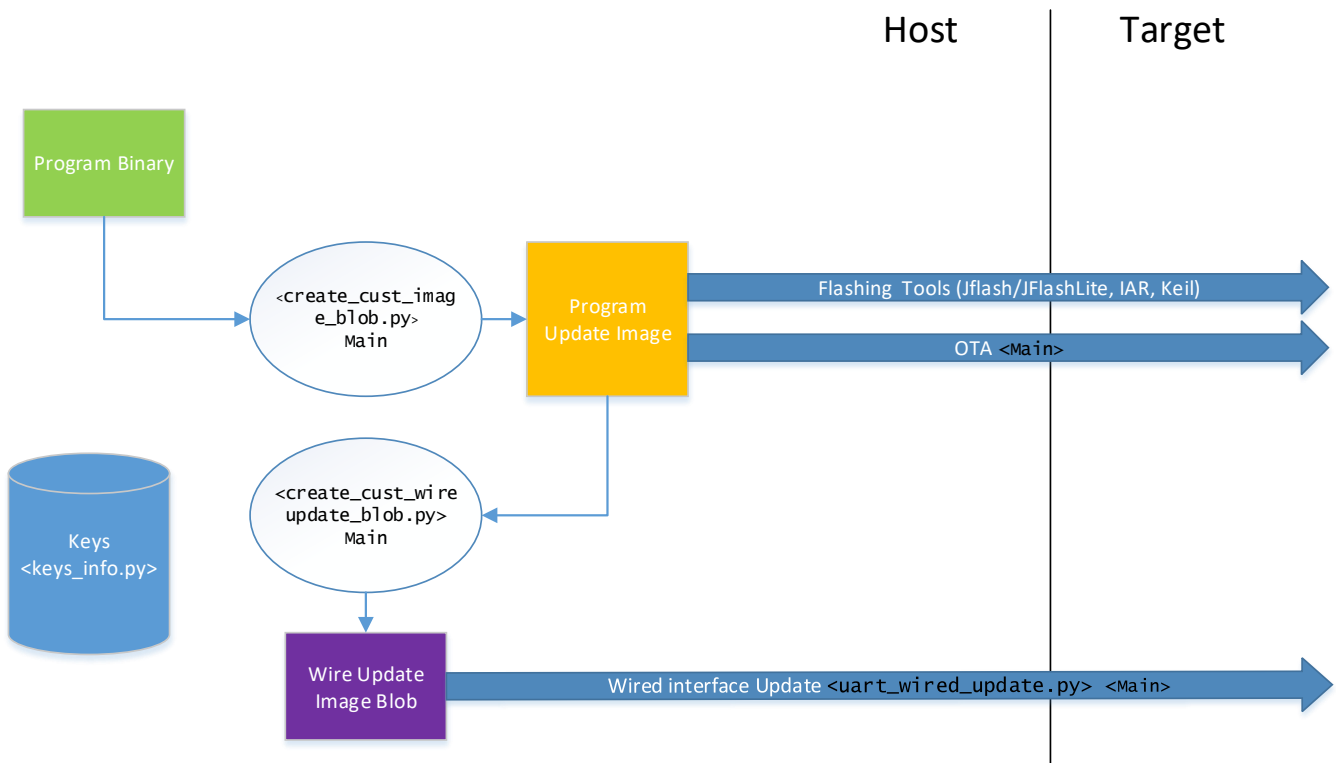 Host
Target
Program Binary
<create_cust_imag
e_blob.py>
Main
Program
Update Image
Flashing  Tools (Jflash/JFlashLite, IAR, Keil)
OTA <Main>
<create_cust_wire
update_blob.py>
Main
Keys
<keys_info.py>
Wire Update
Image Blob
Wired interface Update <uart_wired_update.py> <Main>